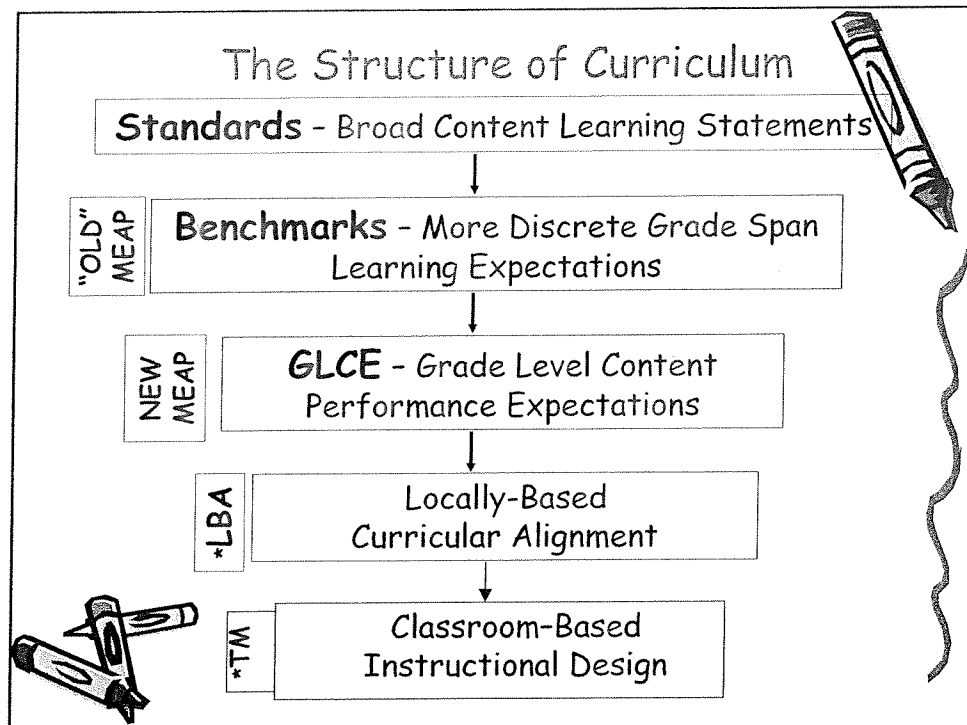 The Structure of Curriculum
Standards – Broad Content Learning Statements
"OLD"
MEAP
Benchmarks – More Discrete Grade Span
Learning Expectations
NEW
MEAP
GLCE – Grade Level Content
Performance Expectations
*LBA
Locally-Based
Curricular Alignment
*TM
Classroom-Based
Instructional Design